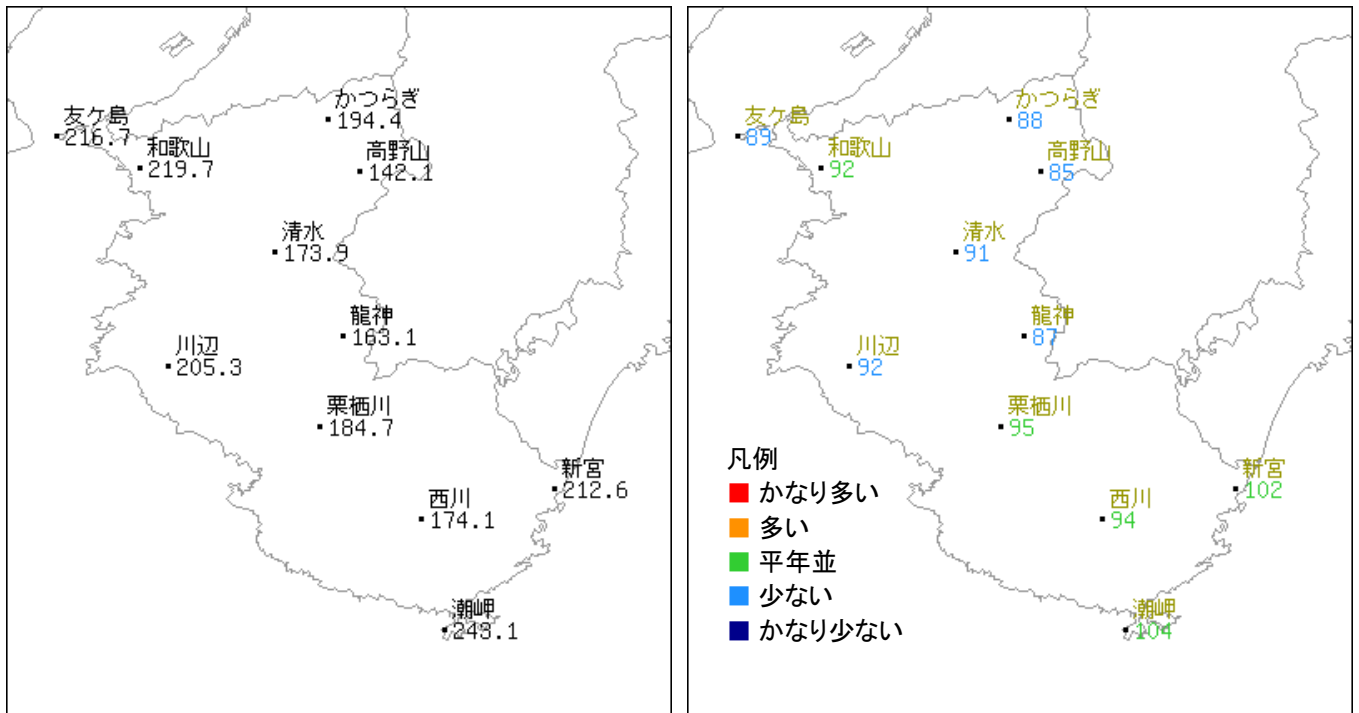 かつらぎ
194.4
友ケ島
216.7
和歌山
219.7
高野山
142.1
清水
173.9
龍神
163.1
川辺
205.3
栗栖川
184.7
新宮
212.6
西川
174.1
潮岬
243.1
かつらぎ
88
友ケ島
89
和歌山
92
高野山
85
清水
91
龍神
87
川辺
92
栗栖川
95
新宮
102
西川
94
潮岬
104
凡例
かなり多い
多い
平年並
少ない
かなり少ない